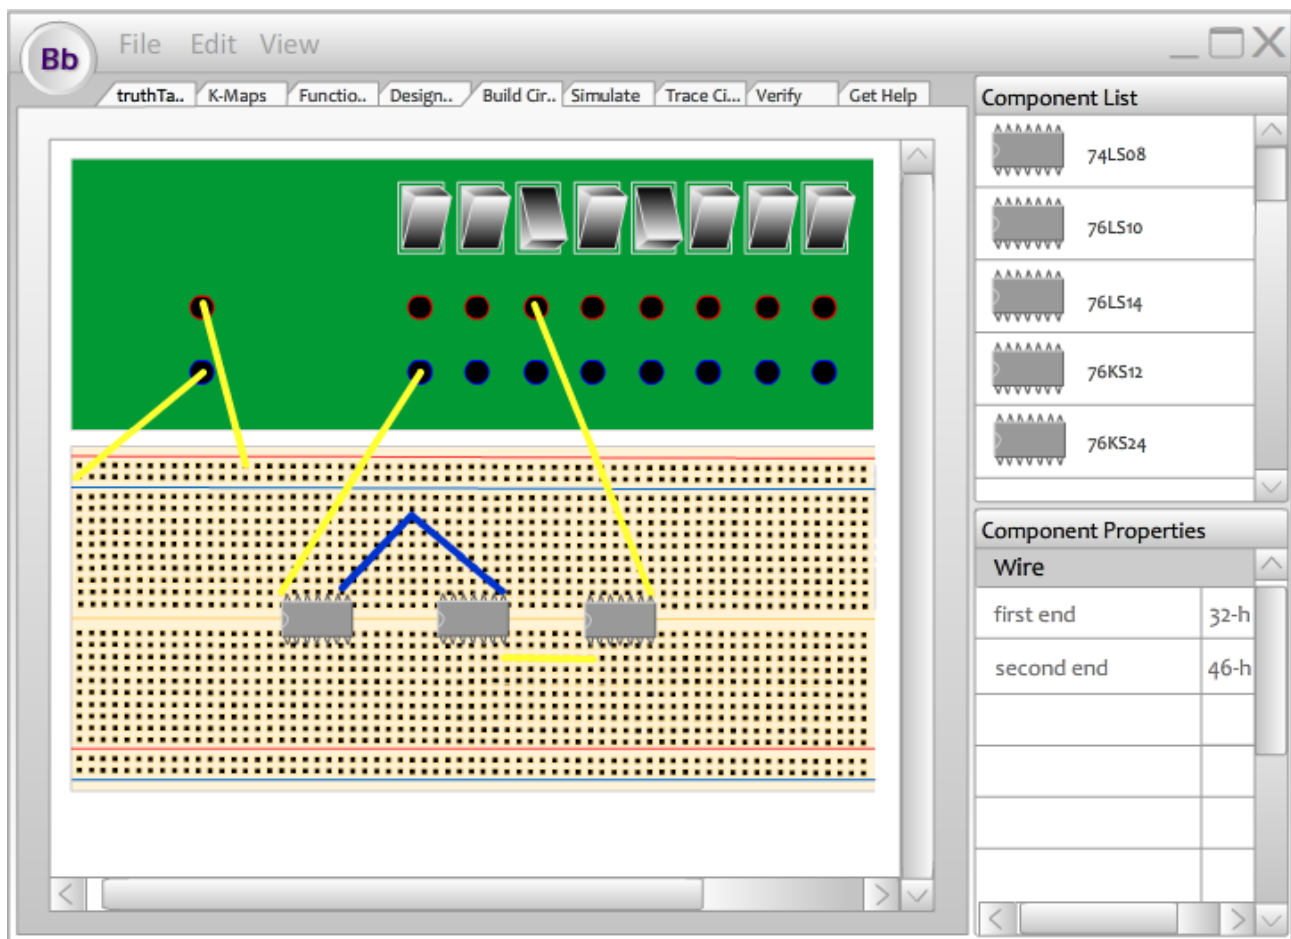 Bb
File Edit View
truthTa.. K-Maps Functio.. Design.. Build Cir.. Simulate Trace Ci... Verify Get Help
Component List
74LS08
76LS10
76LS14
76KS12
76KS24
Component Properties
Wire
first end 32-h
second end 46-h